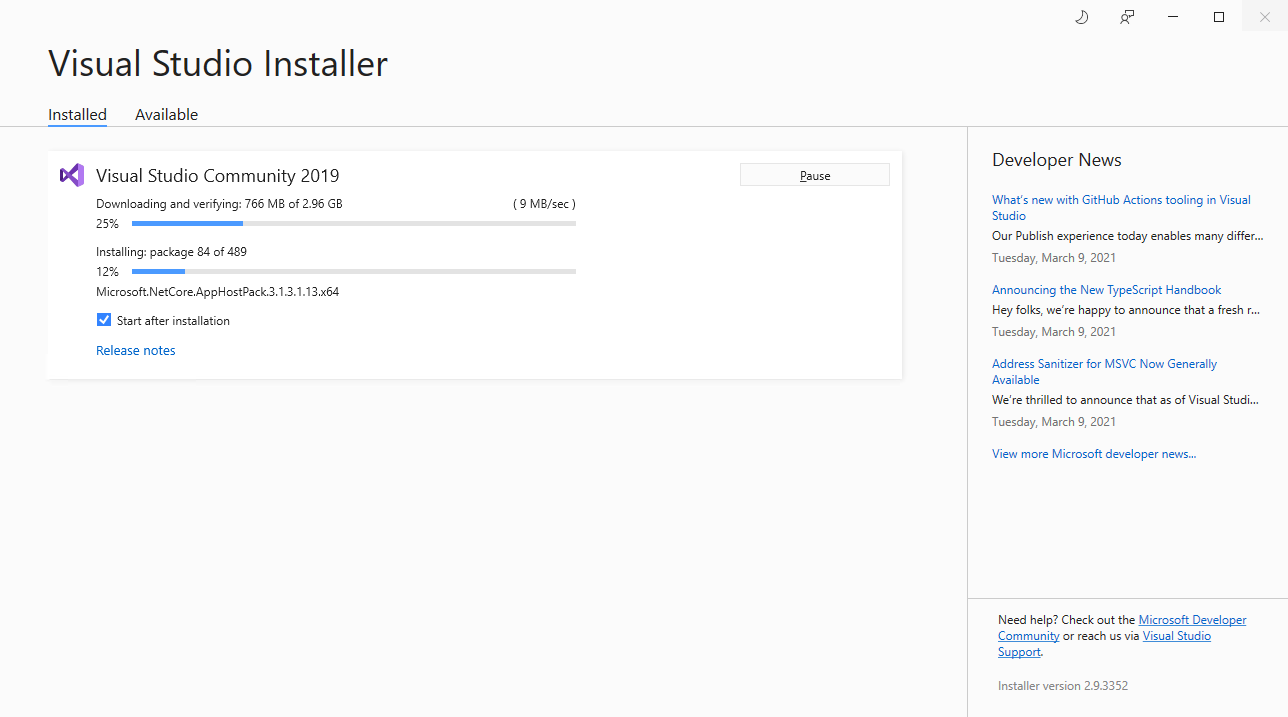 Visual Studio Installer
Installed Available
Visual Studio Community 2019
Pause
Downloading and verifying: 766 MB of 2.96 GB ( 9 MB/sec )
25%
Installing: package 84 of 489
12%
Microsoft.NetCore.AppHostPack.3.1.3.1.13.x64
Start after installation
Release notes
Developer News
What's new with GitHub Actions tooling in Visual
Studio
Our Publish experience today enables many differ...
Tuesday, March 9, 2021
Announcing the New TypeScript Handbook
Hey folks, we’re happy to announce that a fresh r...
Tuesday, March 9, 2021
Address Sanitizer for MSVC Now Generally
Available
We’re thrilled to announce that as of Visual Studi...
Tuesday, March 9, 2021
View more Microsoft developer news...
Need help? Check out the Microsoft Developer
Community or reach us via Visual Studio
Support.
Installer version 2.9.3352